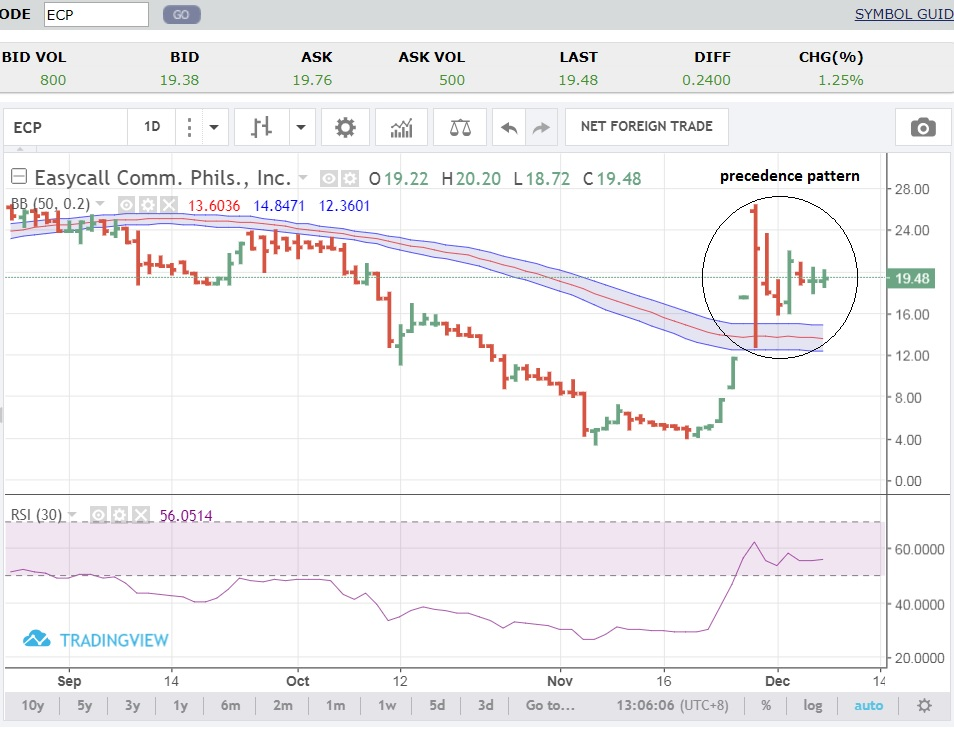 ODE ECP GO SYMBOL GUID
BID VOL BID ASK ASK VOL LAST DIFF CHG(%)
800 19.38 19.76 500 19.48 0.2400 1.25%
ECP 1D NET FOREIGN TRADE
Easycall Comm. Phils., Inc. O19.22 H20.20 L18.72 C19.48
precedence pattern
BB (50, 0.2) 13.6036 14.8471 12.3601
28.00
24.00
19.48
16.00
12.00
8.00
4.00
0.00
RSI (30) 56.0514
60.0000
40.0000
TRADINGVIEW
20.0000
Sep 14 Oct 12 Nov 16 Dec 14
10y 5y 3y 1y 6m 2m 1m 1w 5d 3d Go to... 13:06:06 (UTC+8) % log auto